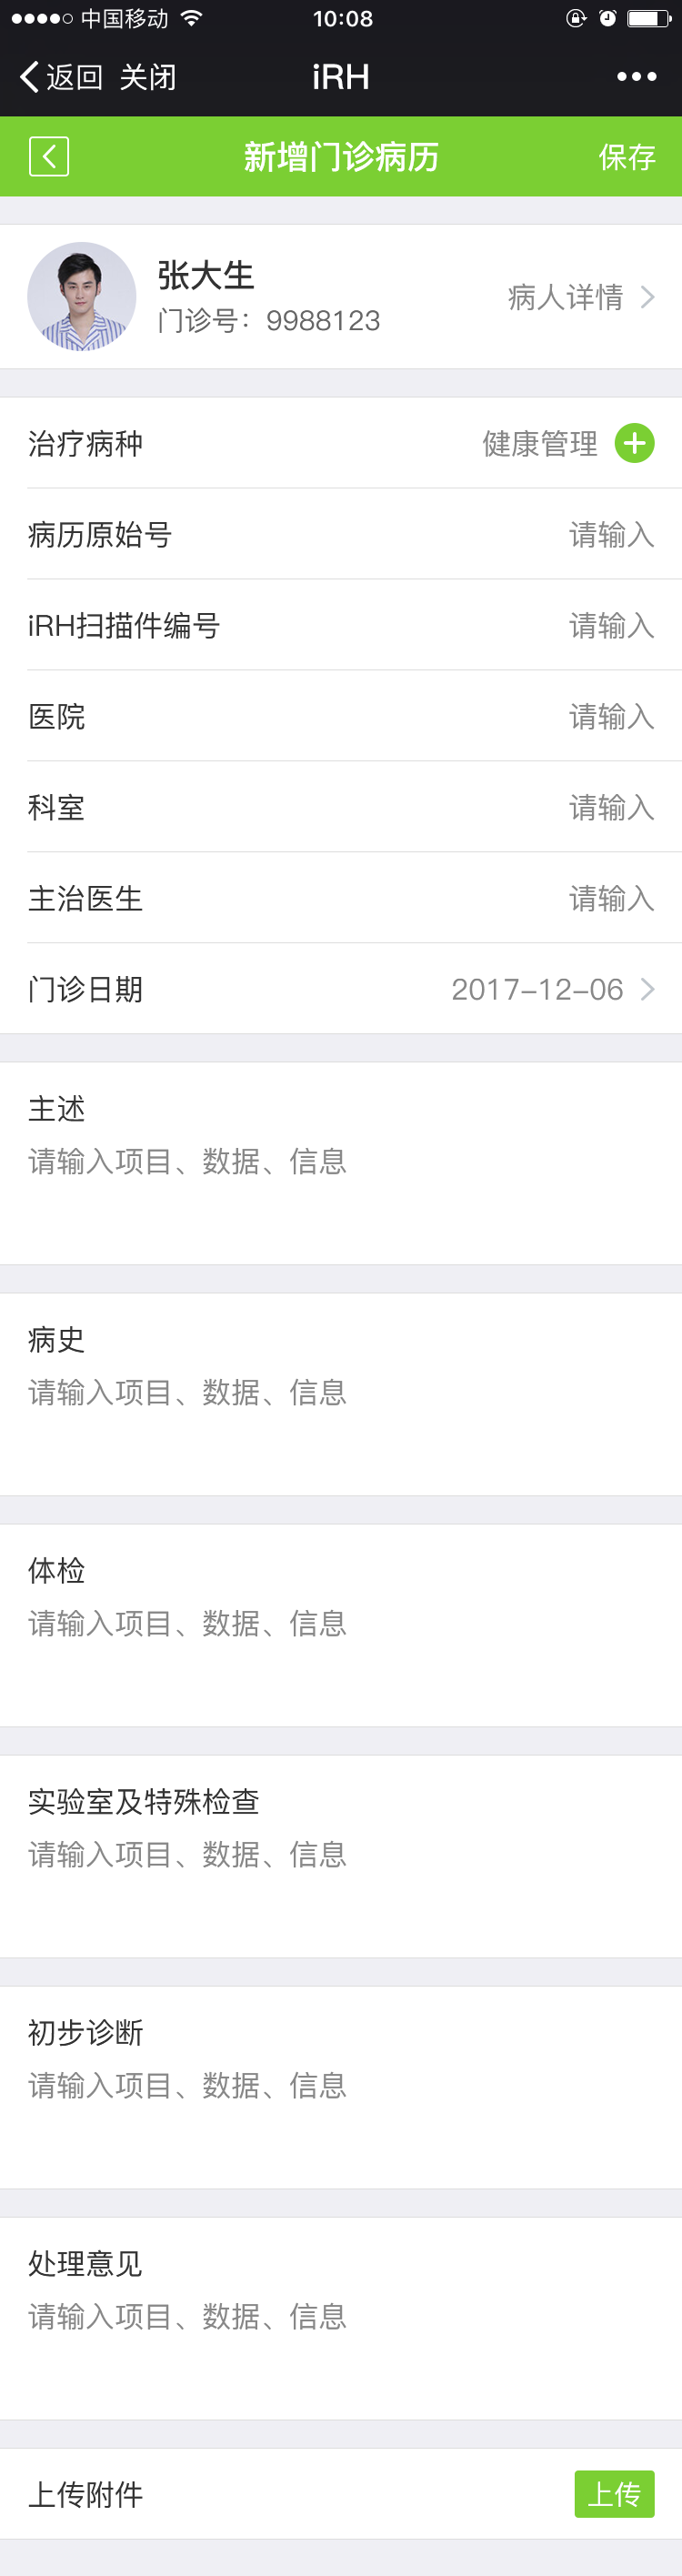 中国移动 10:08
返回 关闭 iRH
新增门诊病历 保存
张大生
门诊号：9988123
病人详情
治疗病种 健康管理
病历原始号 请输入
iRH扫描件编号 请输入
医院 请输入
科室 请输入
主治医生 请输入
门诊日期 2017-12-06
主述
请输入项目、数据、信息
病史
请输入项目、数据、信息
体检
请输入项目、数据、信息
实验室及特殊检查
请输入项目、数据、信息
初步诊断
请输入项目、数据、信息
处理意见
请输入项目、数据、信息
上传附件 上传